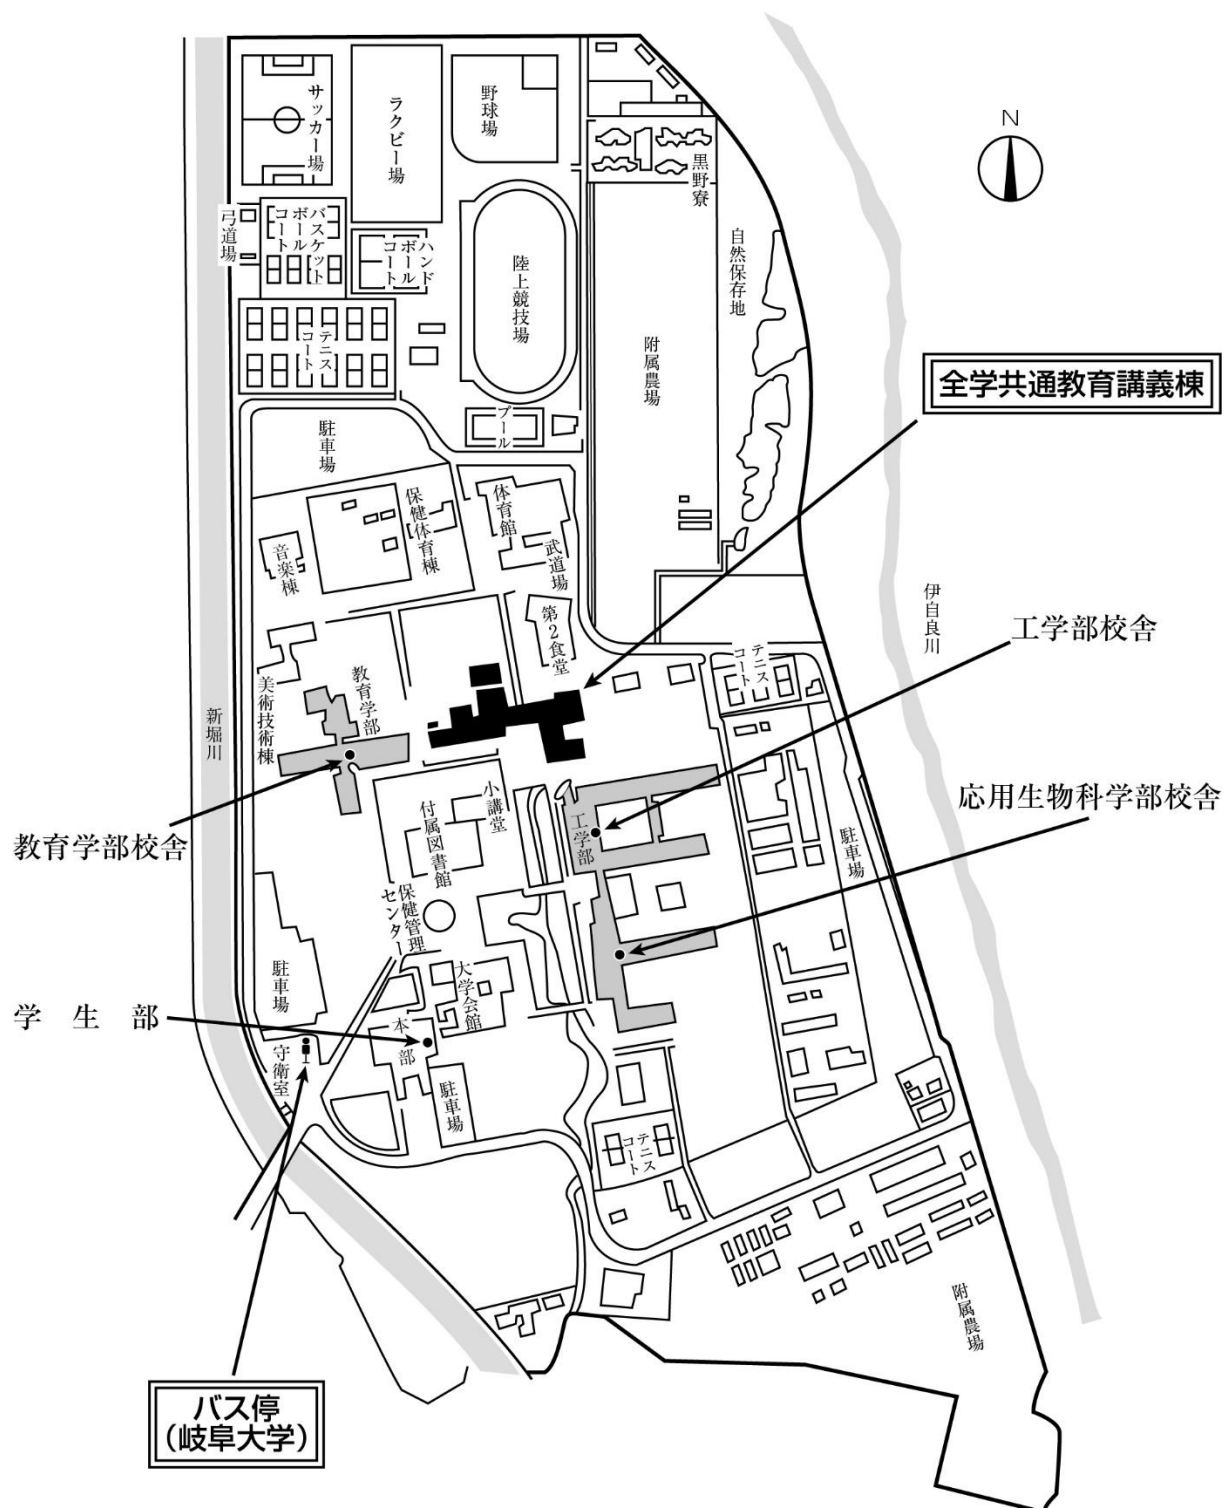 N
サッカー場
ラクビー場
野球場
黒野寮
弓道場
バスケット
ボール
コート
ハンド
ボール
コート
陸上競技場
自然保存地
附属農場
テニス
コート
全学共通教育講義棟
プール
駐車場
保健体育棟
体育館
武道場
音楽棟
第2食堂
伊自良川
工学部校舎
テニス
コート
教育学部
美術技術棟
新堀川
応用生物科学部校舎
小講堂
付属図書館
工学部
駐車場
教育学部校舎
保健管理
センター
大学会館
駐車場
学生部
本部
守衛室
駐車場
テニス
コート
附属農場
バス停
(岐阜大学)